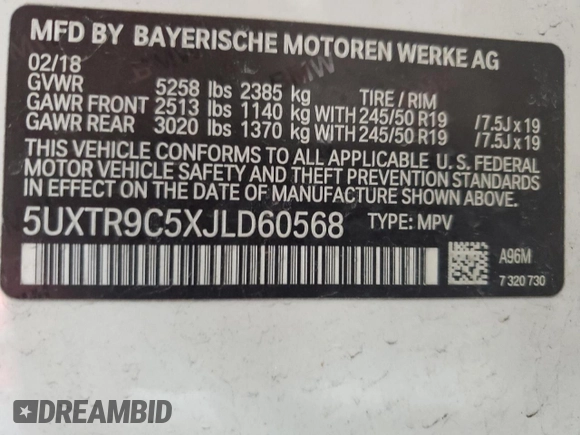 MFD BY BAYERISCHE MOTOREN WERKE AG
02/18
GVWR 5258 lbs 2385 kg TIRE / RIM
GAWR FRONT 2513 lbs 1140 kg WITH 245/50 R19 /7.5J x 19
GAWR REAR 3020 lbs 1370 kg WITH 245/50 R19 /7.5J x 19
THIS VEHICLE CONFORMS TO ALL APPLICABLE U. S. FEDERAL
MOTOR VEHICLE SAFETY AND THEFT PREVENTION STANDARDS
IN EFFECT ON THE DATE OF MANUFACTURE SHOWN ABOVE.
5UXTR9C5XJLD60568 TYPE: MPV
A96M
7 320 730
DREAMBID